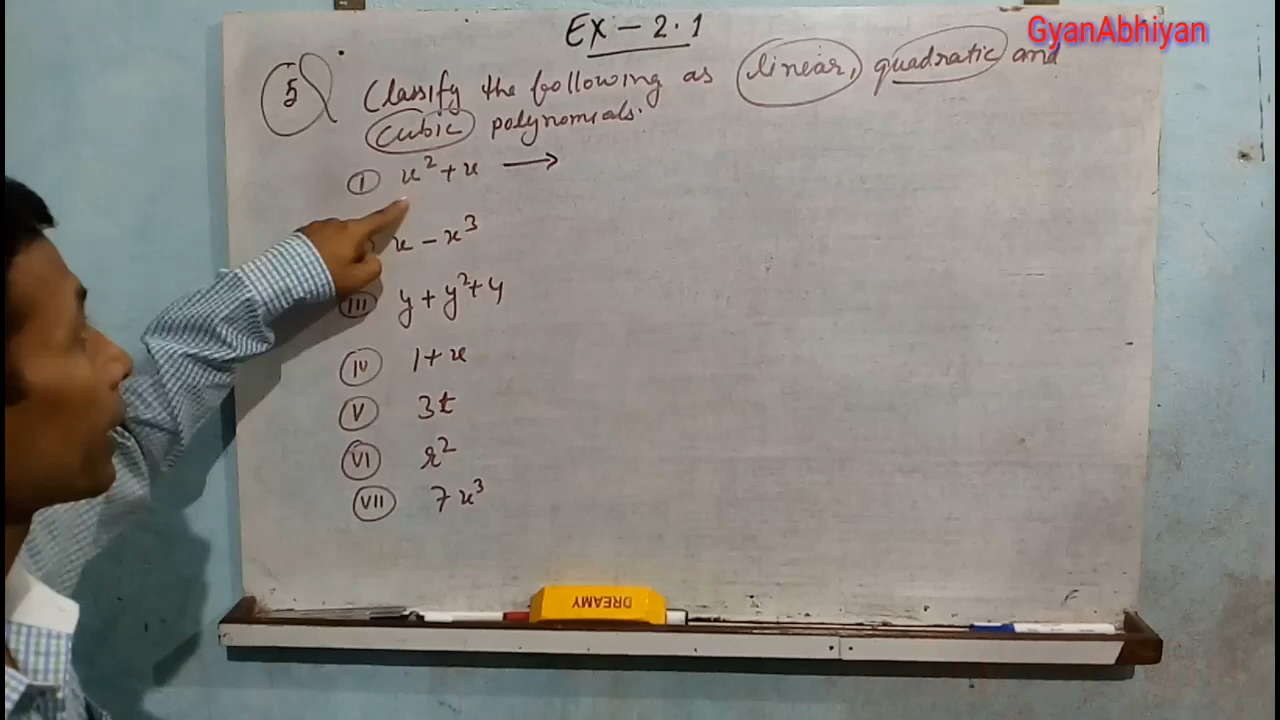 EX - 2.1
GyanAbhiyan
5 Classify the following as linear, quadratic and
cubic polynomials.
I x² + x →
x - x³
III y + y² + 4
IV 1 + x
V 3t
VI r²
VII 7x³
DREAMY